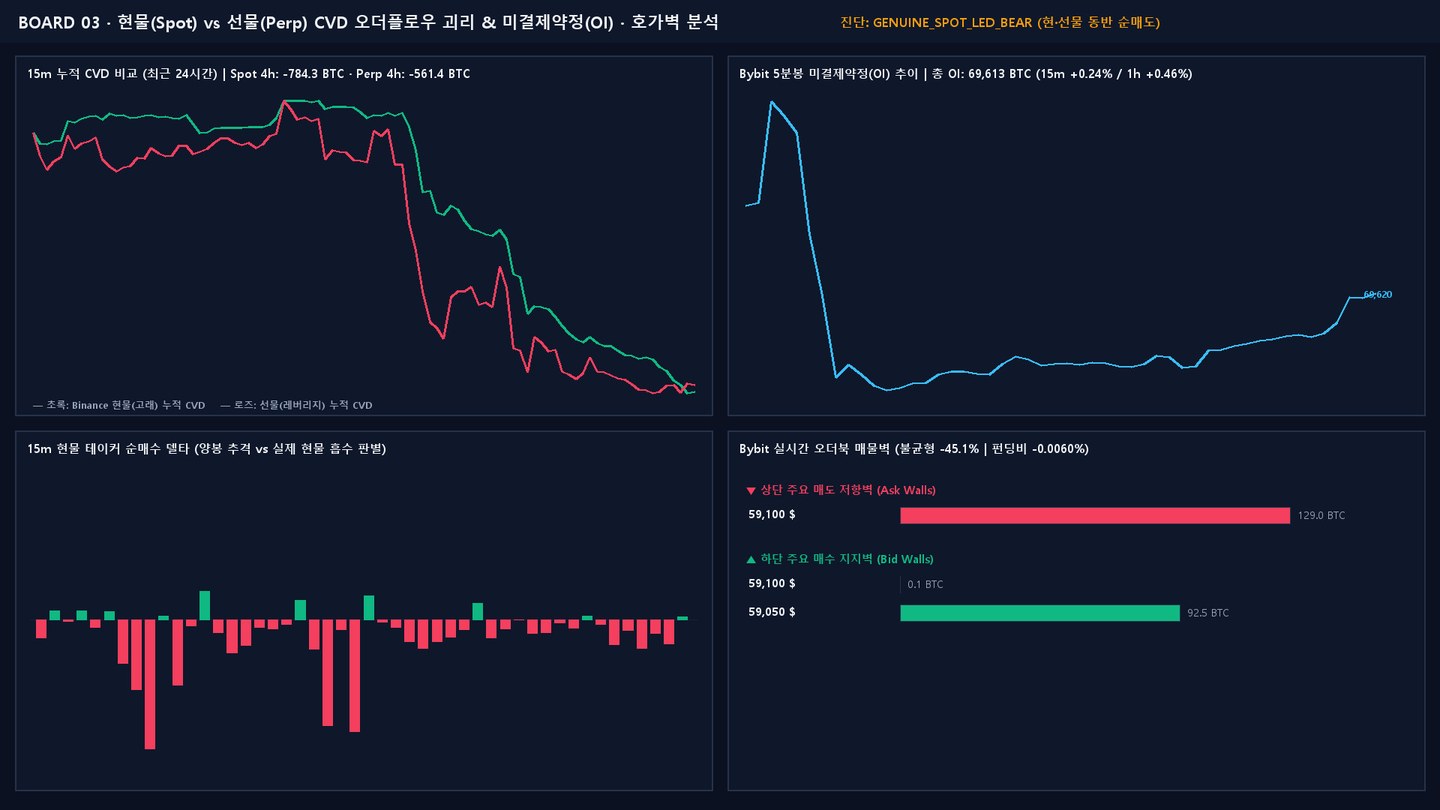 BOARD 03 · 현물(Spot) vs 선물(Perp) CVD 오더플로우 괴리 & 미결제약정(OI) · 호가벽 분석
진단: GENUINE_SPOT_LED_BEAR (현·선물 동반 순매도)
15m 누적 CVD 비교 (최근 24시간) | Spot 4h: -784.3 BTC · Perp 4h: -561.4 BTC
— 초록: Binance 현물(고래) 누적 CVD — 로즈: 선물(레버리지) 누적 CVD
Bybit 5분봉 미결제약정(OI) 추이 | 총 OI: 69,613 BTC (15m +0.24% / 1h +0.46%)
69,620
15m 현물 테이커 순매수 델타 (양봉 추격 vs 실제 현물 흡수 판별)
Bybit 실시간 오더북 매물벽 (불균형 -45.1% | 펀딩비 -0.0060%)
▼ 상단 주요 매도 저항벽 (Ask Walls)
59,100 $ 129.0 BTC
▲ 하단 주요 매수 지지벽 (Bid Walls)
59,100 $ 0.1 BTC
59,050 $ 92.5 BTC